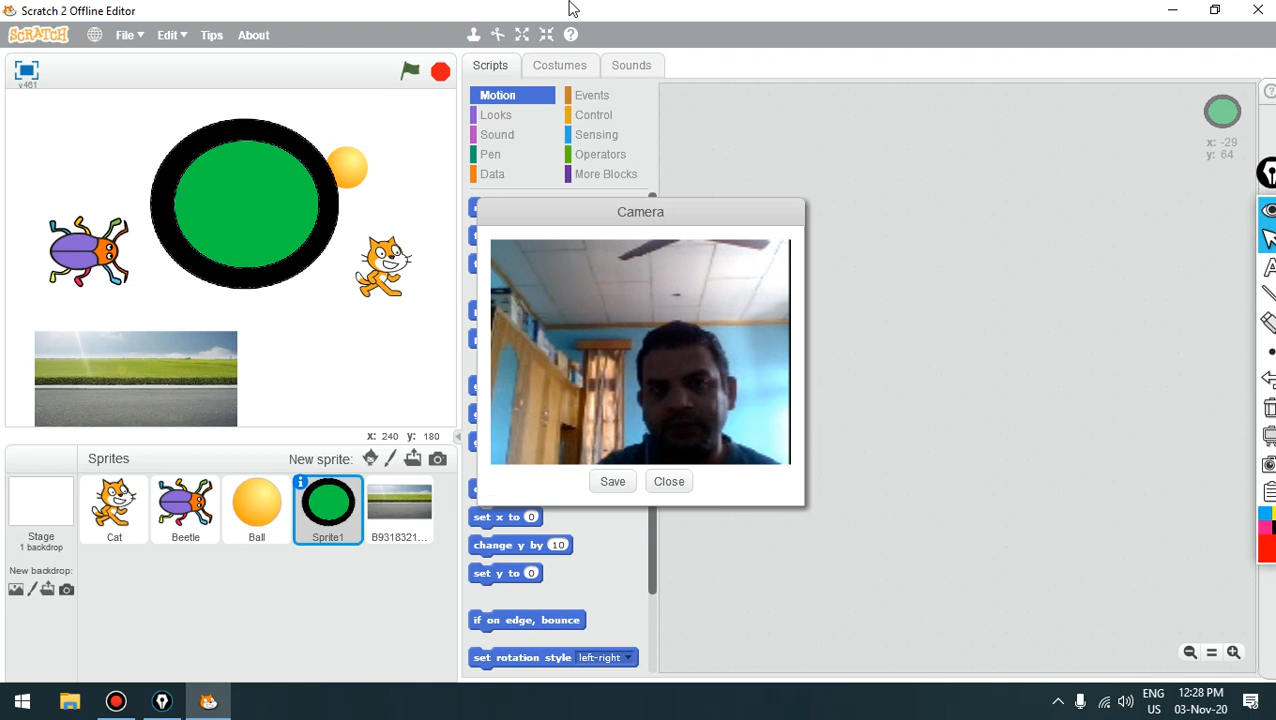 Scratch 2 Offline Editor
SCRATCH File Edit Tips About
v461
Scripts Costumes Sounds
Motion Events
Looks Control
Sound Sensing
Pen Operators
Data More Blocks
x: -29
y: 64
Camera
Save Close
x: 240 y: 180
Sprites New sprite:
Stage
1 backdrop
New backdrop:
Cat Beetle Ball Sprite1 B9318321...
set x to 0
change y by 10
set y to 0
if on edge, bounce
set rotation style left-right
ENG 12:28 PM
US 03-Nov-20